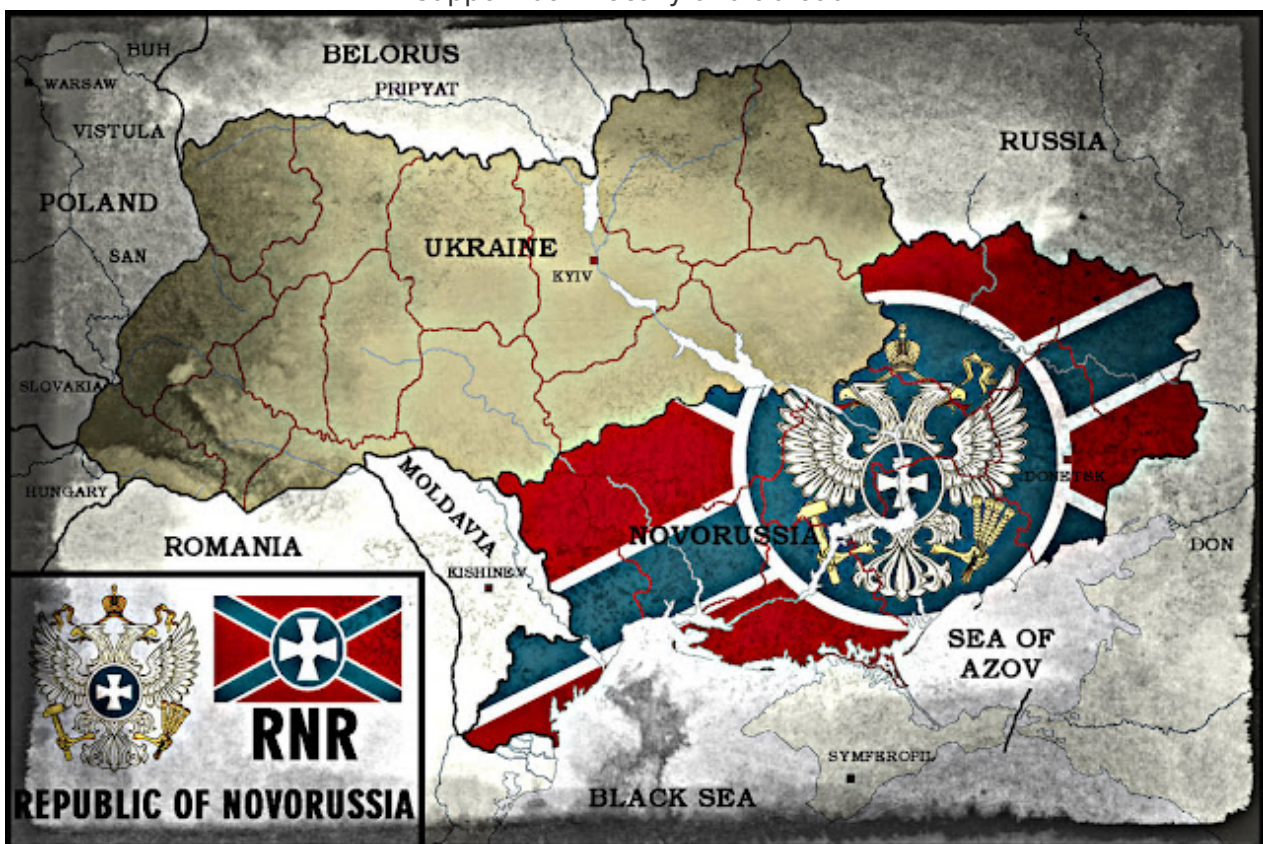 BUH
BELORUS
WARSAW
PRIPYAT
VISTULA
RUSSIA
POLAND
SAN
UKRAINE
KYIV
SLOVAKIA
MOLDAVIA
HUNGARY
DONETSK
NOVORUSSIA
ROMANIA
DON
KISHINEV
SEA OF
AZOV
RNR
SYMFEROPIL
REPUBLIC OF NOVORUSSIA
BLACK SEA